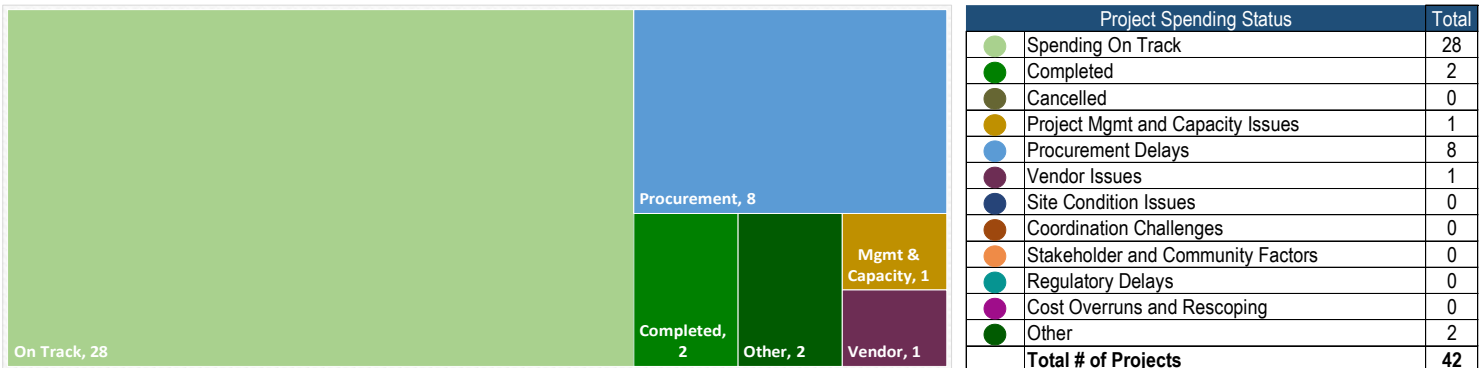 On Track, 28
Procurement, 8
Completed,
2
Other, 2
Mgmt &
Capacity, 1
Vendor, 1
Project Spending Status Total
Spending On Track 28
Completed 2
Cancelled 0
Project Mgmt and Capacity Issues 1
Procurement Delays 8
Vendor Issues 1
Site Condition Issues 0
Coordination Challenges 0
Stakeholder and Community Factors 0
Regulatory Delays 0
Cost Overruns and Rescoping 0
Other 2
Total # of Projects 42